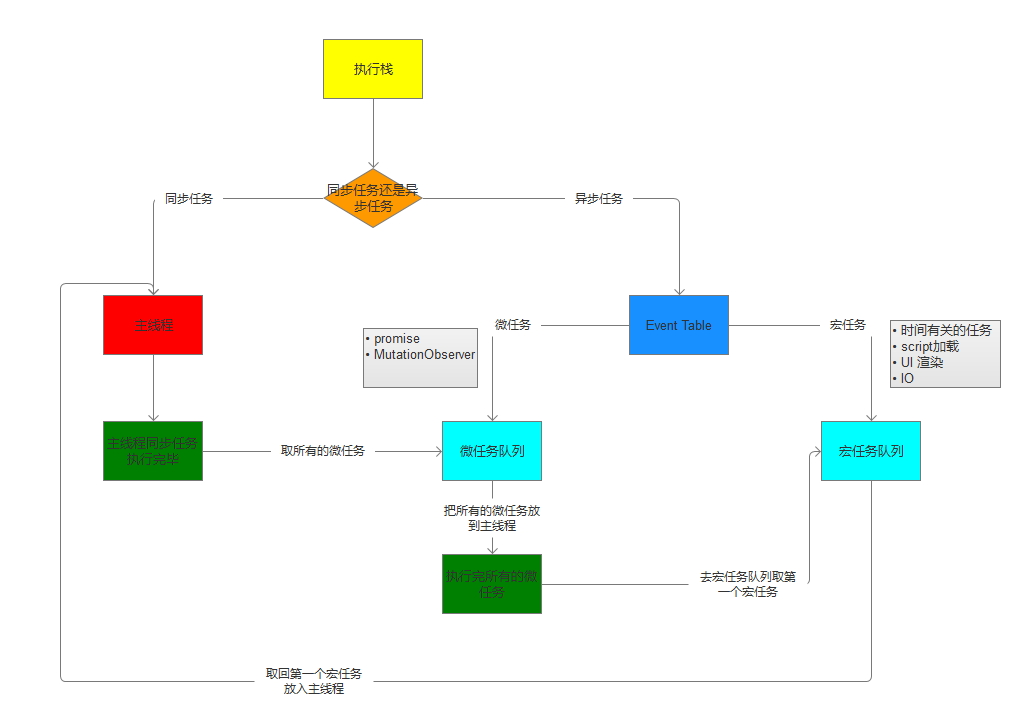 执行栈
同步任务还是异
步任务
同步任务
异步任务
主线程
Event Table
微任务
宏任务
• promise
• MutationObserver
• 时间有关的任务
• script加载
• UI 渲染
• IO
主线程同步任务
执行完毕
取所有的微任务
微任务队列
宏任务队列
把所有的微任务放
到主线程
执行完所有的微
任务
去宏任务队列取第
一个宏任务
取回第一个宏任务
放入主线程